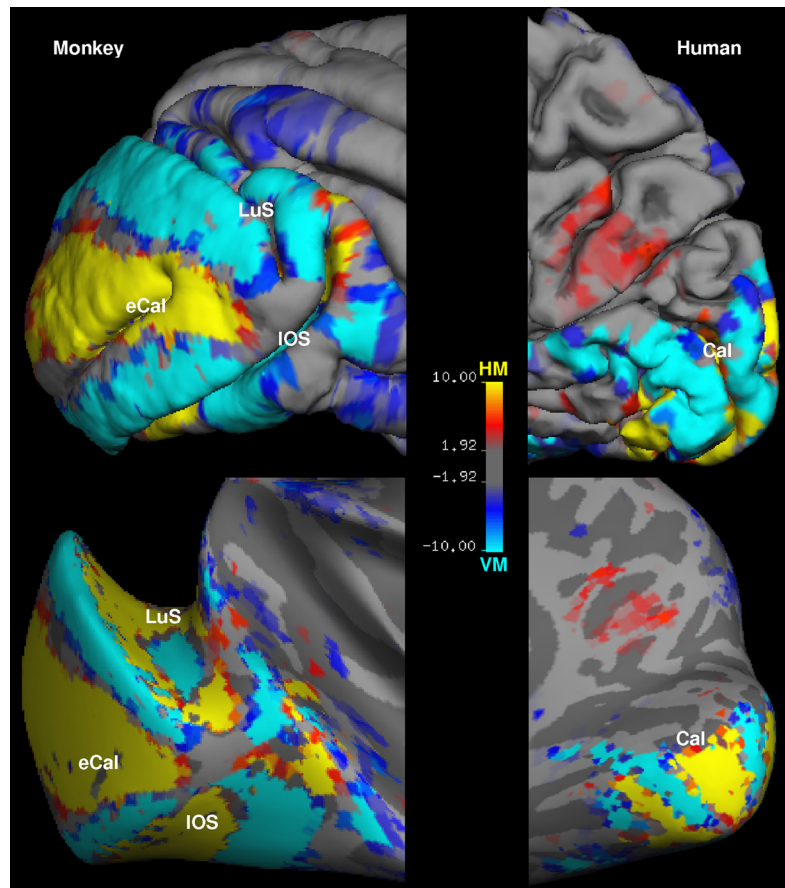 Monkey
Human
LuS
eCal
IOS
Cal
HM
10.00
1.92
-1.92
-10.00
VM
LuS
eCal
IOS
Cal